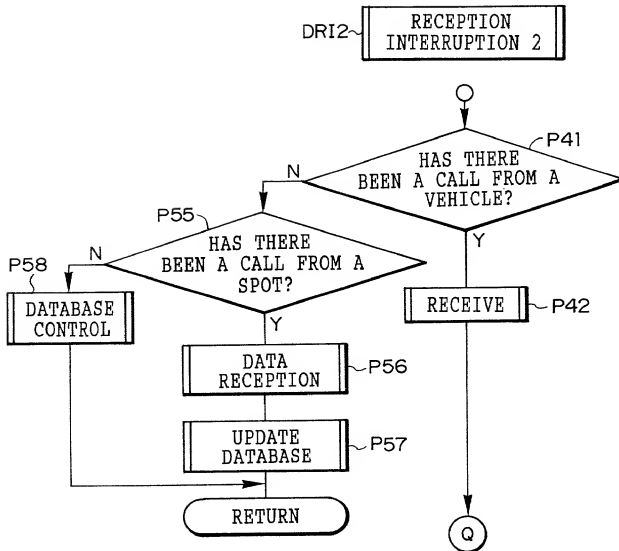 DRI2
RECEPTION
INTERRUPTION 2
P41
HAS THERE
BEEN A CALL FROM A
VEHICLE?
N
Y
P55
HAS THERE
BEEN A CALL FROM A
SPOT?
N
Y
P58
DATABASE
CONTROL
RECEIVE
P42
DATA
RECEPTION
P56
UPDATE
DATABASE
P57
RETURN
Q